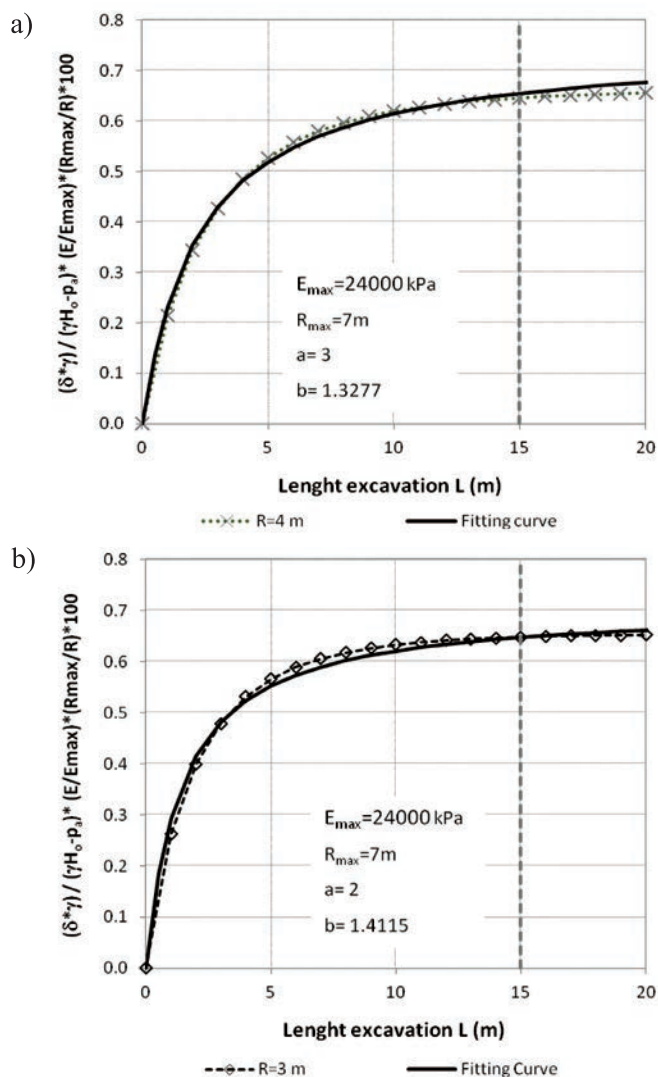 a)
(δ*γ) / (γH₀-pₐ)* (E/Emax)*(Rmax/R)*100
0.8
0.7
0.6
0.5
0.4
0.3
0.2
0.1
0.0
Eₘₐₓ=24000 kPa
Rₘₐₓ=7m
a= 3
b= 1.3277
0 5 10 15 20
Lenght excavation L (m)
R=4 m Fitting curve
b)
(δ*γ) / (γH₀-pₐ)* (E/Emax)*(Rmax/R)*100
0.8
0.7
0.6
0.5
0.4
0.3
0.2
0.1
0.0
Eₘₐₓ=24000 kPa
Rₘₐₓ=7m
a= 2
b= 1.4115
0 5 10 15 20
Lenght excavation L (m)
R=3 m Fitting Curve